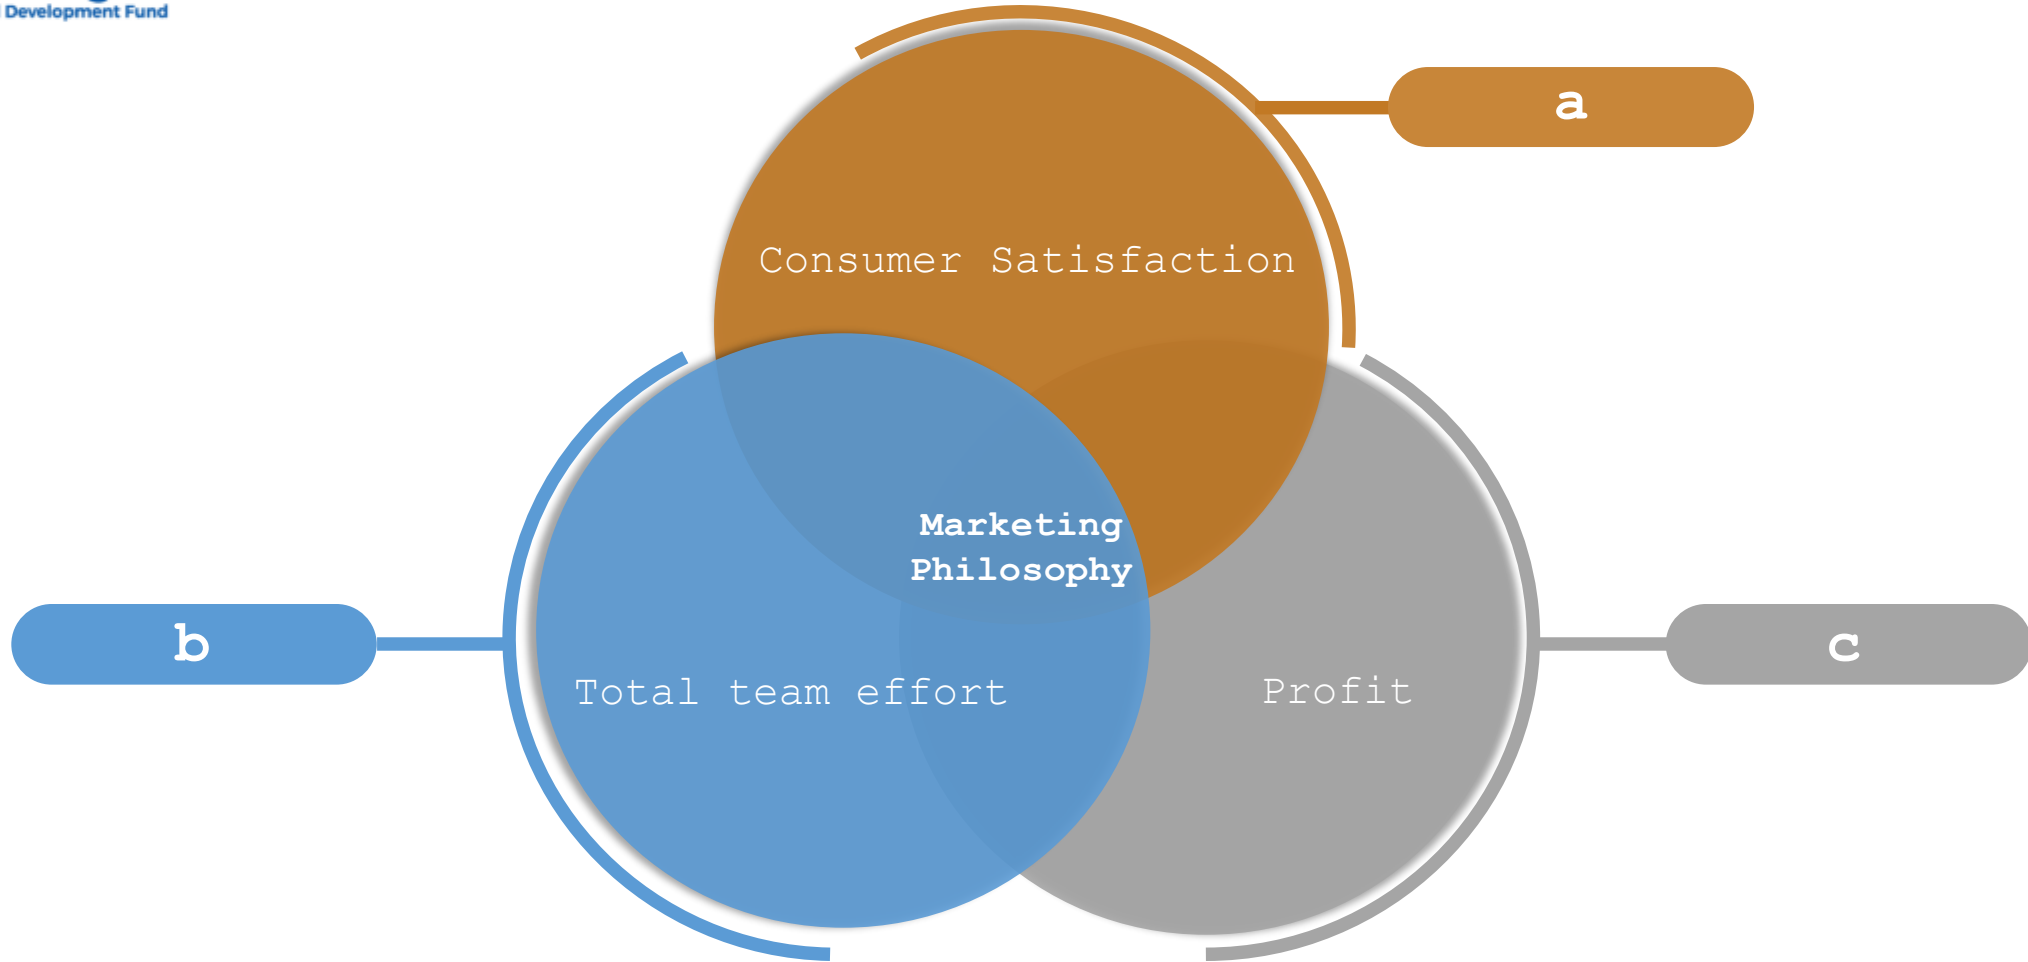 Development Fund
a
Consumer Satisfaction
Marketing
Philosophy
b
c
Total team effort
Profit